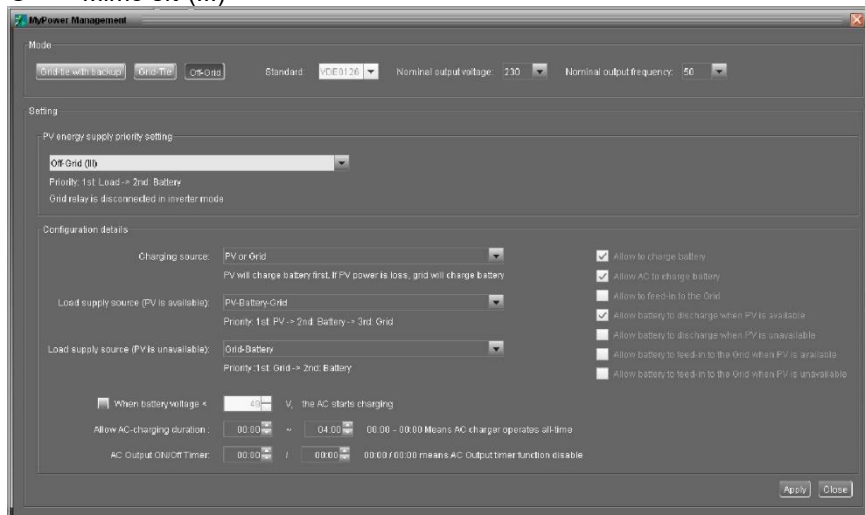 MyPower Management
Mode
Grid-tie with backup Grid-Tie Off-Grid Standard: VDE0126 Nominal output voltage: 230 Nominal output frequency: 50
Setting
PV energy supply priority setting
Off-Grid (III)
Priority: 1st: Load -> 2nd: Battery
Grid relay is disconnected in inverter mode
Configuration details
Charging source: PV or Grid
PV will charge battery first. If PV power is loss, grid will charge battery
Load supply source (PV is available): PV-Battery-Grid
Priority: 1st: PV -> 2nd: Battery -> 3rd: Grid
Load supply source (PV is unavailable): Grid-Battery
Priority :1st: Grid -> 2nd: Battery
Allow to charge battery
Allow AC to charge battery
Allow to feed-in to the Grid
Allow battery to discharge when PV is available
Allow battery to discharge when PV is unavailable
Allow battery to feed-in to the Grid when PV is available
Allow battery to feed-in to the Grid when PV is unavailable
When battery voltage < 48 V, the AC starts charging
Allow AC-charging duration : 00:00 ~ 04:00 00:00 - 00:00 Means AC charger operates all-time
AC Output ON/Off Timer: 00:00 / 00:00 00:00 / 00:00 means AC Output timer function disable
Apply Close